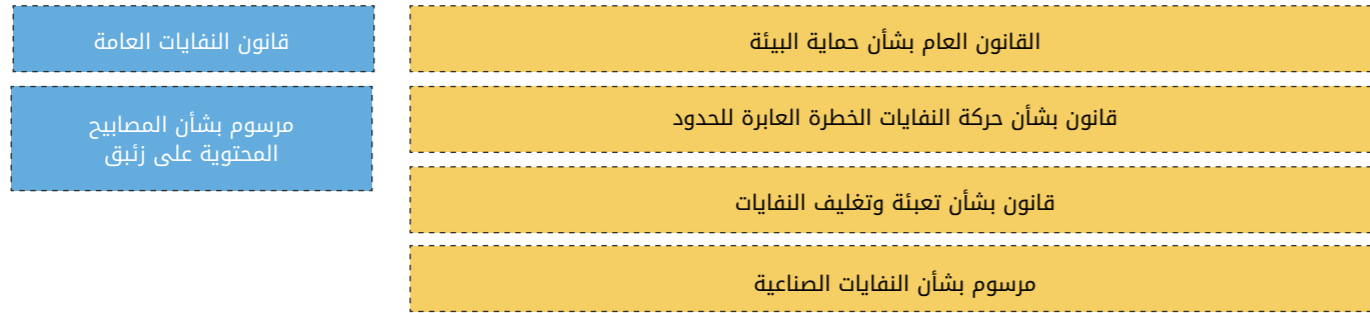 القانون العام بشأن حماية البيئة
قانون بشأن حركة النفايات الخطرة العابرة للحدود
قانون بشأن تعبئة وتغليف النفايات
مرسوم بشأن النفايات الصناعية
قانون النفايات العامة
مرسوم بشأن المصابيح
المحتوية على زئبق